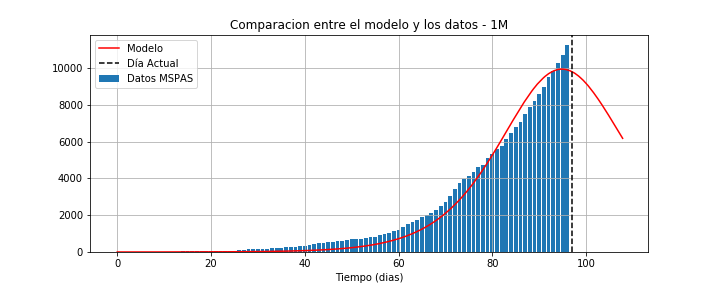 Comparacion entre el modelo y los datos - 1M
Modelo
Día Actual
Datos MSPAS
10000
8000
6000
4000
2000
0
0 20 40 60 80 100
Tiempo (dias)